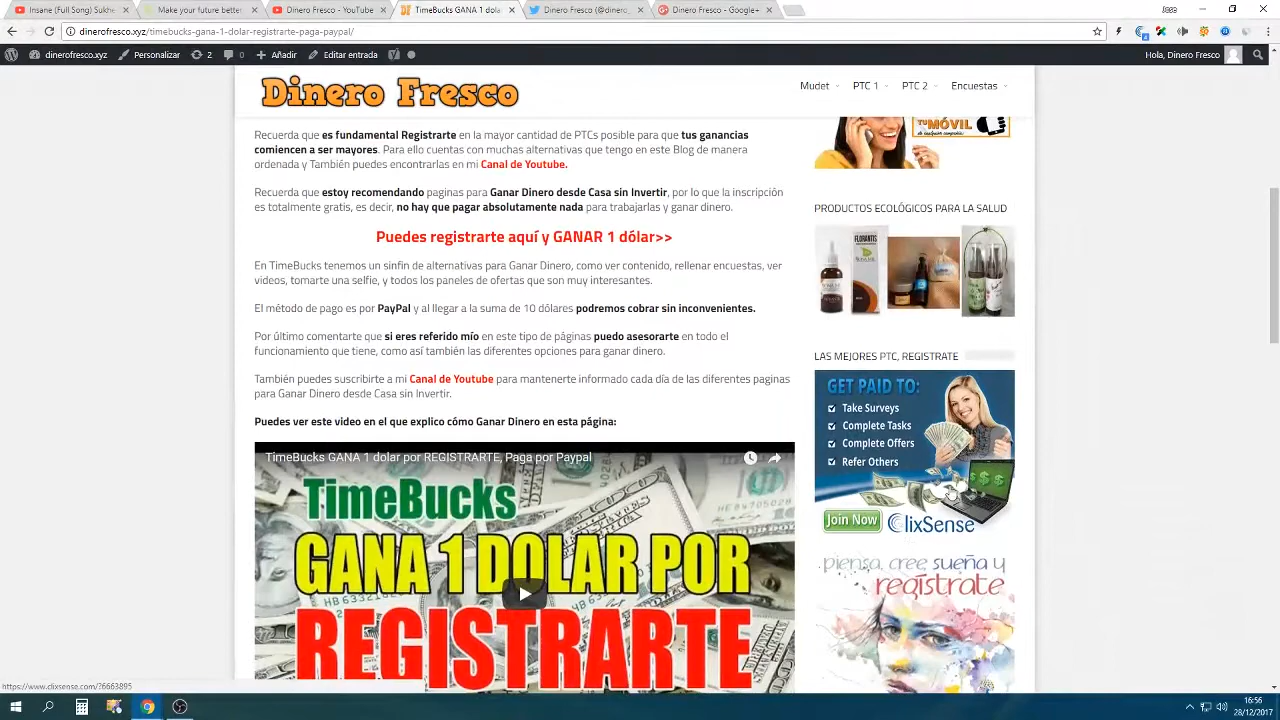 Insane (Full Song) Sukh
Make your future better
Dinero Fresco - YouTube
TimeBucks GANA 1 dola
Dinero Fresco (@dinero
Dinero Fresco - Google+
dinerofresco.xyz/timebucks-gana-1-dolar-registrarte-paga-paypal/
dinerofresco.xyz Personalizar 2 0 Añadir Editar entrada Hola, Dinero Fresco
Dinero Fresco
Mudet PTC 1 PTC 2 Encuestas
Recuerda que es fundamental Registrarte en la mayor cantidad de PTCs posible para que tus ganancias
comiencen a ser mayores. Para ello cuentas con muchas alternativas que tengo en este Blog de manera
ordenada y También puedes encontrarlas en mi Canal de Youtube.
Recuerda que estoy recomendando paginas para Ganar Dinero desde Casa sin Invertir, por lo que la inscripción
es totalmente gratis, es decir, no hay que pagar absolutamente nada para trabajarlas y ganar dinero.
Puedes registrarte aquí y GANAR 1 dólar>>
En TimeBucks tenemos un sinfin de alternativas para Ganar Dinero, como ver contenido, rellenar encuestas, ver
videos, tomarte una selfie, y todos los paneles de ofertas que son muy interesantes.
El método de pago es por PayPal y al llegar a la suma de 10 dólares podremos cobrar sin inconvenientes.
Por último comentarte que si eres referido mío en este tipo de páginas puedo asesorarte en todo el
funcionamiento que tiene, como así también las diferentes opciones para ganar dinero.
También puedes suscribirte a mi Canal de Youtube para mantenerte informado cada día de las diferentes paginas
para Ganar Dinero desde Casa sin Invertir.
Puedes ver este video en el que explico cómo Ganar Dinero en esta página:
TimeBucks GANA 1 dolar por REGISTRARTE, Paga por Paypal
TimeBucks
GANA 1 DOLAR POR
REGISTRARTE
TU MÓVIL
de cualquier compañía
PRODUCTOS ECOLÓGICOS PARA LA SALUD
FLORANTIS
LAS MEJORES PTC, REGISTRATE
GET PAID TO:
Take Surveys
Complete Tasks
Complete Offers
Refer Others
Join Now ClixSense
piensa, cree sueña y
regístrate
https://www.clixsense.com/?6663895
16:56
28/12/2017